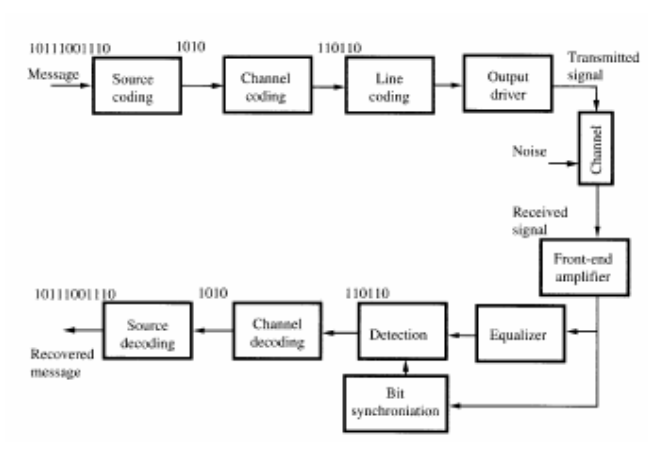 10111001110
1010
110110
Message
Source
coding
Channel
coding
Line
coding
Output
driver
Transmitted
signal
Noise
Channel
Received
signal
Front-end
amplifier
10111001110
1010
110110
Source
decoding
Channel
decoding
Detection
Equalizer
Recovered
message
Bit
synchroniation